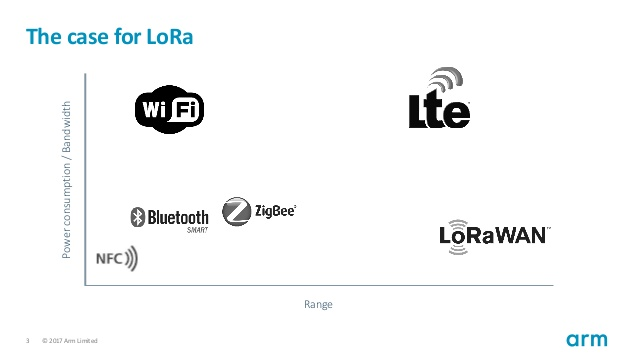 The case for LoRa
Power consumption / Bandwidth
Wi Fi
Lte
Bluetooth
SMART
ZigBee®
LoRaWAN™
NFC
Range
3 © 2017 Arm Limited
arm